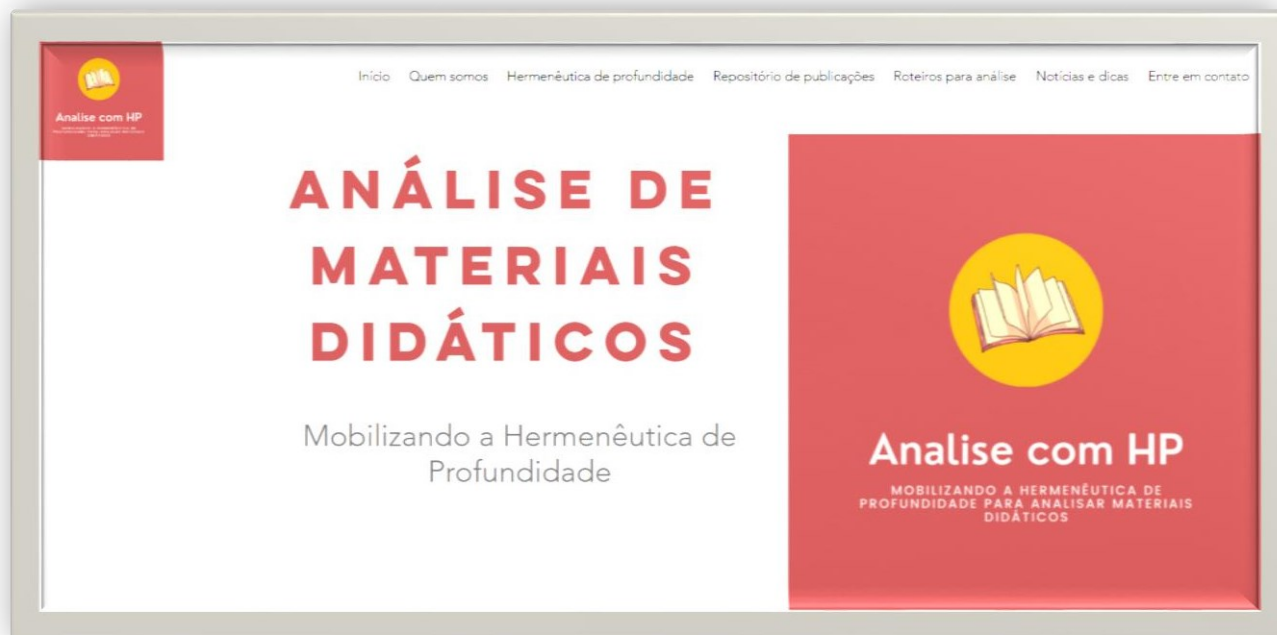 Analise com HP
Início Quem somos Hermenêutica de profundidade Repositório de publicações Roteiros para análise Notícias e dicas Entre em contato
ANÁLISE DE
MATERIAIS
DIDÁTICOS
Mobilizando a Hermenêutica de
Profundidade
Analise com HP
MOBILIZANDO A HERMENÊUTICA DE
PROFUNDIDADE PARA ANALISAR MATERIAIS
DIDÁTICOS